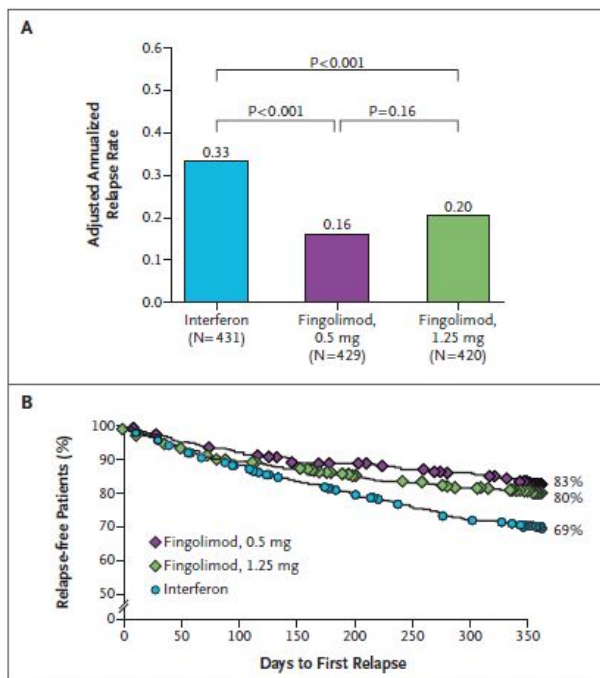 A
Adjusted Annualized
Relapse Rate
0.6
0.5
0.4
0.3
0.2
0.1
0.0
P<0.001
P<0.001
P=0.16
0.33
0.16
0.20
Interferon
(N=431)
Fingolimod,
0.5 mg
(N=429)
Fingolimod,
1.25 mg
(N=420)
B
Relapse-free Patients (%)
100
90
80
70
60
50
0
83%
80%
69%
Fingolimod, 0.5 mg
Fingolimod, 1.25 mg
Interferon
0 50 100 150 200 250 300 350
Days to First Relapse